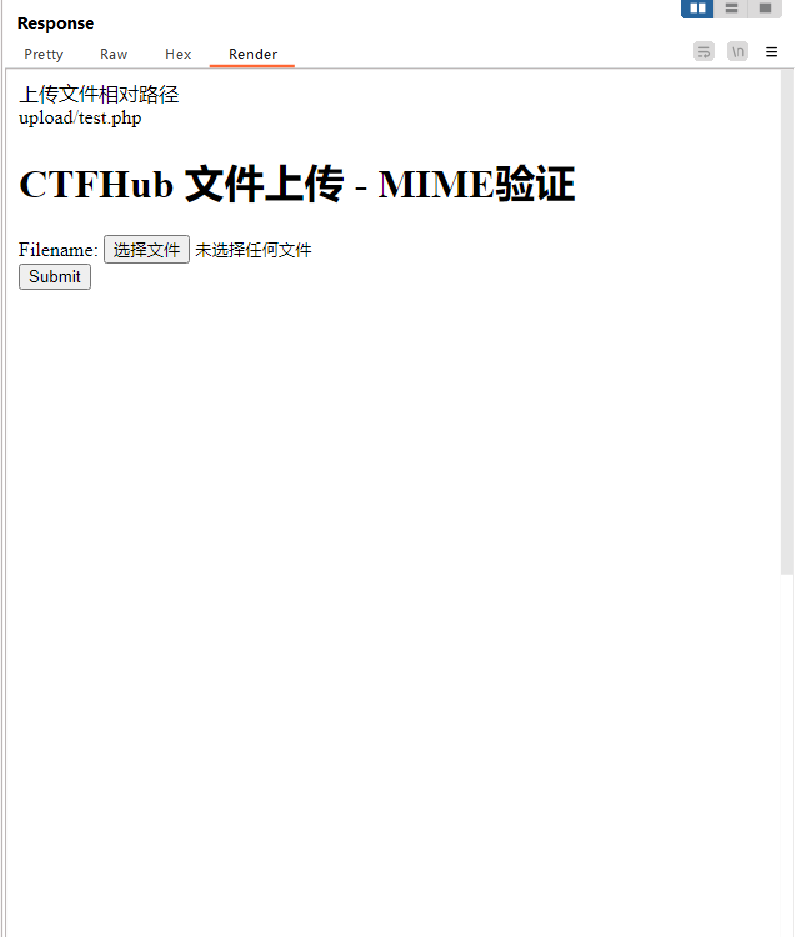 Response
Pretty Raw Hex Render \n
上传文件相对路径
upload/test.php
CTFHub 文件上传 - MIME验证
Filename: 选择文件 未选择任何文件
Submit